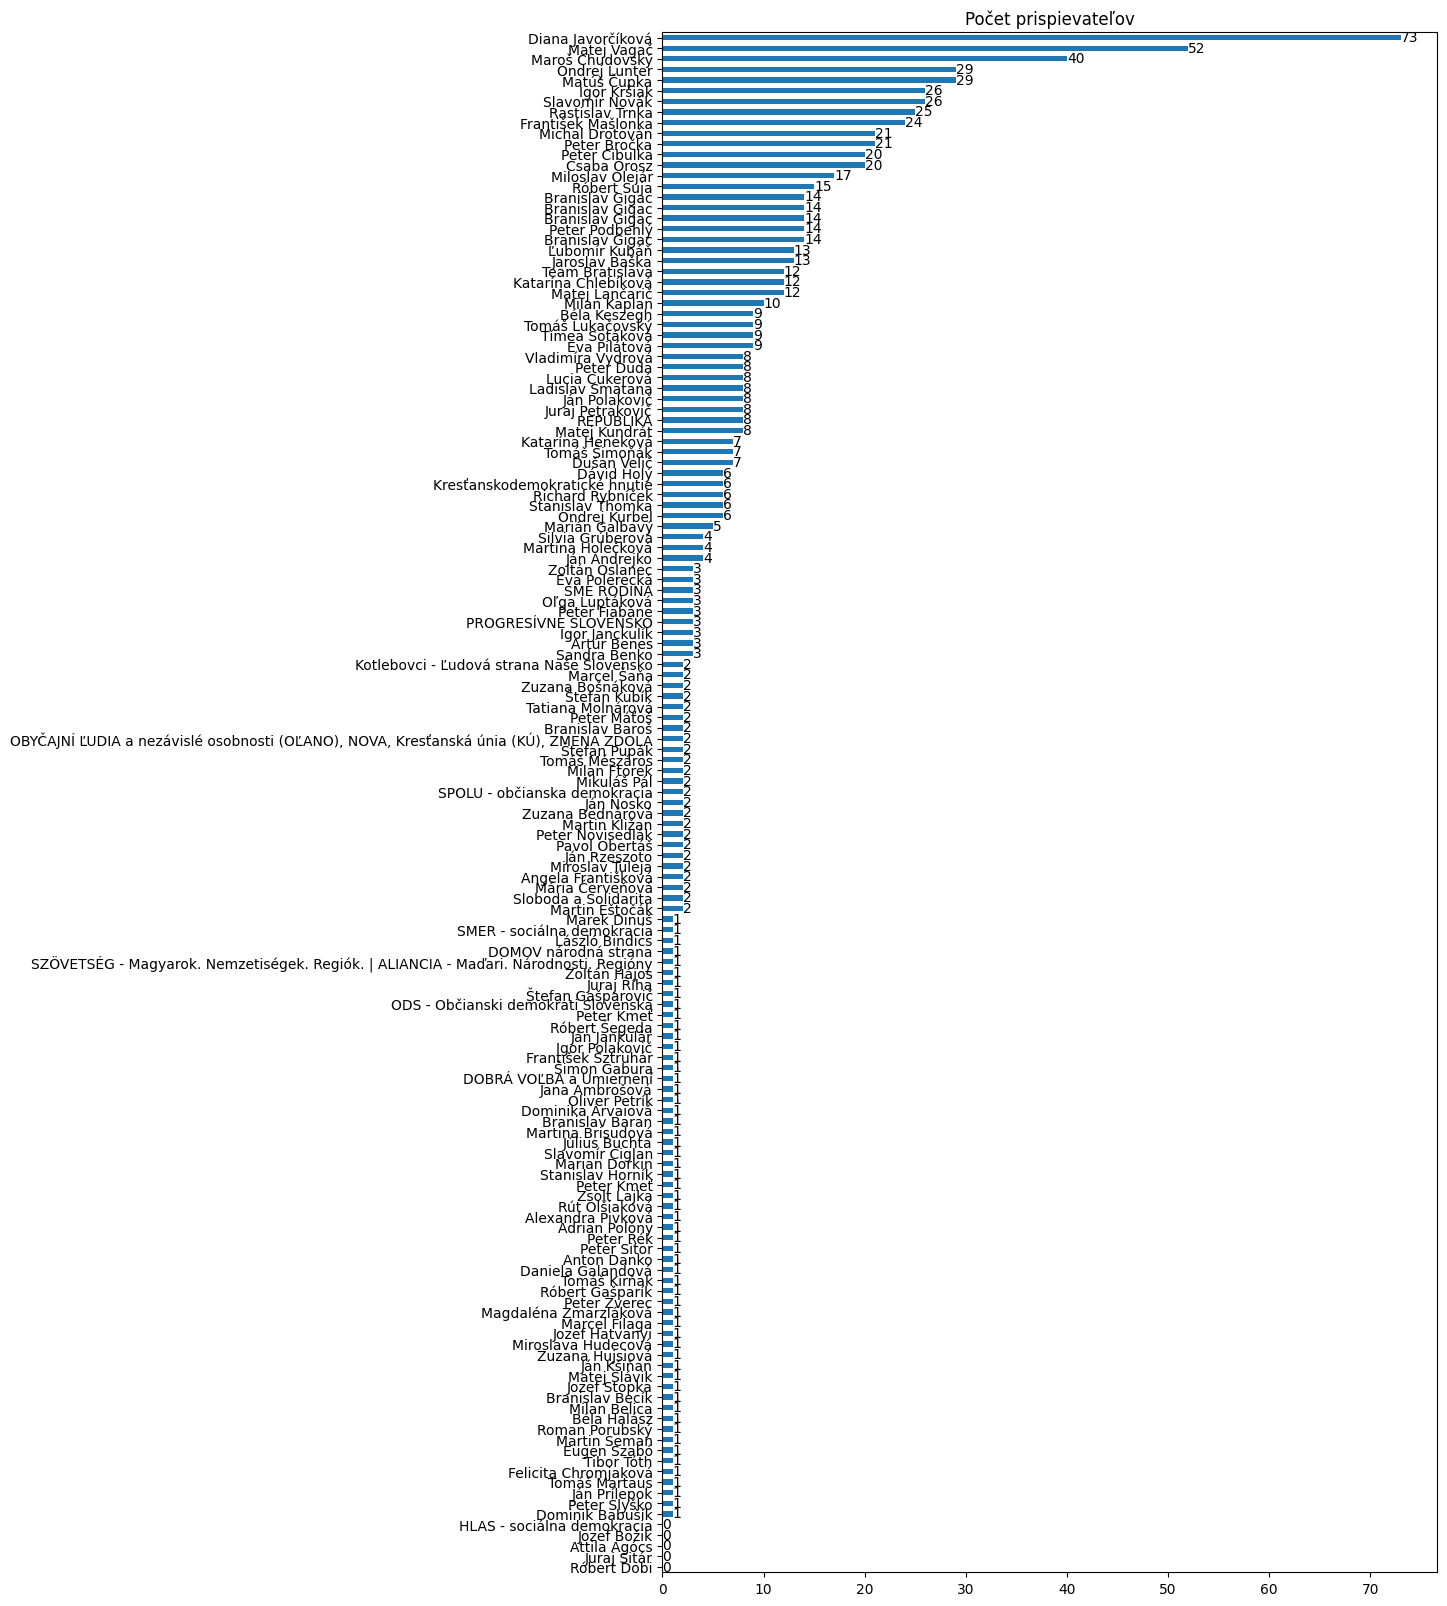 Počet prispievateľov
Diana Javorčíková 73
Matej Vagač 52
Maroš Chudovský 40
Ondrej Lunter 29
Matúš Čupka 29
Igor Kršiak 26
Slavomír Novák 26
Rastislav Trnka 25
František Mašlonka 24
Michal Drotován 21
Peter Bročka 21
Peter Cibulka 20
Csaba Orosz 20
Miloslav Olejár 17
Róbert Suja 15
Branislav Gigac 14
Branislav Gigac 14
Branislav Gigac 14
Peter Podbehlý 14
Branislav Gigac 14
Ľubomír Kubáň 13
Jaroslav Baška 13
Team Bratislava 12
Katarína Chlebíková 12
Matej Lančarič 12
Milan Kaplan 10
Béla Keszegh 9
Tomáš Lukačovský 9
Tímea Šotáková 9
Eva Pilátová 9
Vladimíra Vydrová 8
Peter Duda 8
Lucia Cukerová 8
Ladislav Smatana 8
Ján Polakovič 8
Juraj Petrakovič 8
REPUBLIKA 8
Matej Kundrát 8
Katarína Heneková 7
Tomáš Šimoňák 7
Dušan Velič 7
Dávid Holý 6
Kresťanskodemokratické hnutie 6
Richard Rybníček 6
Stanislav Thomka 6
Ondrej Kurbel 6
Marián Galbavý 5
Silvia Grúberová 4
Martina Holečková 4
Ján Andrejko 4
Zoltán Oslanec 3
Eva Polerecká 3
SME RODINA 3
Oľga Luptáková 3
Peter Fiabáne 3
PROGRESÍVNE SLOVENSKO 3
Igor Janckulík 3
Artúr Beneš 3
Sandra Benko 3
Kotlebovci - Ľudová strana Naše Slovensko 2
Marcel Saňa 2
Zuzana Bošnáková 2
Štefan Kubík 2
Tatiana Molnárová 2
Peter Matoš 2
Branislav Baroš 2
OBYČAJNÍ ĽUDIA a nezávislé osobnosti (OĽANO), NOVA, Kresťanská únia (KÚ), ZMENA ZDOLA 2
Štefan Pupák 2
Tomáš Mészáros 2
Milan Ftorek 2
Mikuláš Pál 2
SPOLU - občianska demokracia 2
Ján Nosko 2
Zuzana Bednárová 2
Martin Kližan 2
Peter Novisedlák 2
Pavol Obertáš 2
Ján Rzeszoto 2
Miroslav Tuleja 2
Angela Františková 2
Mária Červeňová 2
Sloboda a Solidarita 2
Martin Eštočák 2
Marek Dinuš 1
SMER - sociálna demokracia 1
László Bindics 1
DOMOV národná strana 1
SZÖVETSÉG - Magyarok. Nemzetiségek. Regiók. | ALIANCIA - Maďari. Národnosti. Regióny 1
Zoltán Hájos 1
Juraj Říha 1
Štefan Gašparovič 1
ODS - Občianski demokrati Slovenska 1
Peter Kmeť 1
Róbert Šegeda 1
Ján Jankulár 1
Igor Polakovič 1
František Sztruhár 1
Šimon Gabura 1
DOBRÁ VOĽBA a Umiernení 1
Jana Ambrošová 1
Oliver Petrík 1
Dominika Arvaiová 1
Branislav Baran 1
Martina Brisudová 1
Július Buchta 1
Slavomír Ciglan 1
Marian Dorkin 1
Stanislav Horník 1
Peter Kmeť 1
Zsolt Lajka 1
Rút Olšiaková 1
Alexandra Pivková 1
Adrian Polóny 1
Peter Rék 1
Peter Sitor 1
Anton Danko 1
Daniela Galandová 1
Tomáš Kirňak 1
Róbert Gašparík 1
Peter Zverec 1
Magdaléna Zmarzláková 1
Marcel Filaga 1
Jozef Hatvanyi 1
Miroslava Hudecová 1
Zuzana Hujsiová 1
Ján Kšiňan 1
Matej Slávik 1
Jozef Stopka 1
Branislav Becík 1
Milan Belica 1
Béla Halász 1
Roman Porubský 1
Martin Seman 1
Eugen Szabó 1
Tibor Tóth 1
Felicita Chromiaková 1
Tomáš Martaus 1
Ján Prílepok 1
Peter Slyško 1
Dominik Babušík 1
HLAS - sociálna demokracia 0
Jozef Božik 0
Attila Agócs 0
Juraj Sitár 0
Róbert Dobi 0
0 10 20 30 40 50 60 70